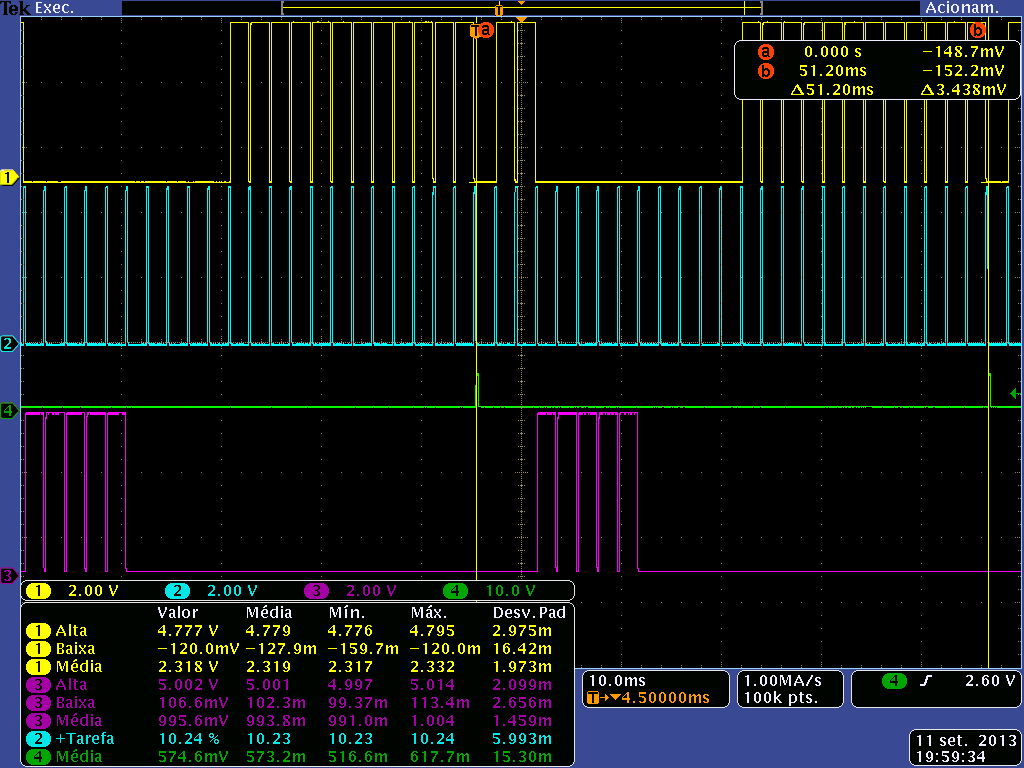 Tek Exec. Acionam.
T
T a b
a 0.000 s −148.7mV
b 51.20ms −152.2mV
Δ51.20ms Δ3.438mV
1
2
4
3
1 2.00 V 2 2.00 V 3 2.00 V 4 10.0 V
Valor Média Mín. Máx. Desv.Pad
1 Alta 4.777 V 4.779 4.776 4.795 2.975m
1 Baixa −120.0mV −127.9m −159.7m −120.0m 16.42m
1 Média 2.318 V 2.319 2.317 2.332 1.973m
3 Alta 5.002 V 5.001 4.997 5.014 2.099m
3 Baixa 106.6mV 102.3m 99.37m 113.4m 2.656m
3 Média 995.6mV 993.8m 991.0m 1.004 1.459m
2 +Tarefa 10.24 % 10.23 10.23 10.24 5.993m
4 Média 574.6mV 573.2m 516.6m 617.7m 15.30m
10.0ms
T→▼4.50000ms
1.00MA/s
100k pts.
4 2.60 V
11 set. 2013
19:59:34